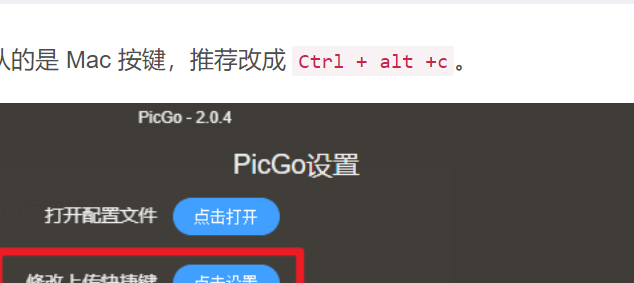 认的是 Mac 按键，推荐改成 Ctrl + alt +c。
PicGo - 2.0.4
PicGo设置
打开配置文件 点击打开
修改上传快捷键 点击设置